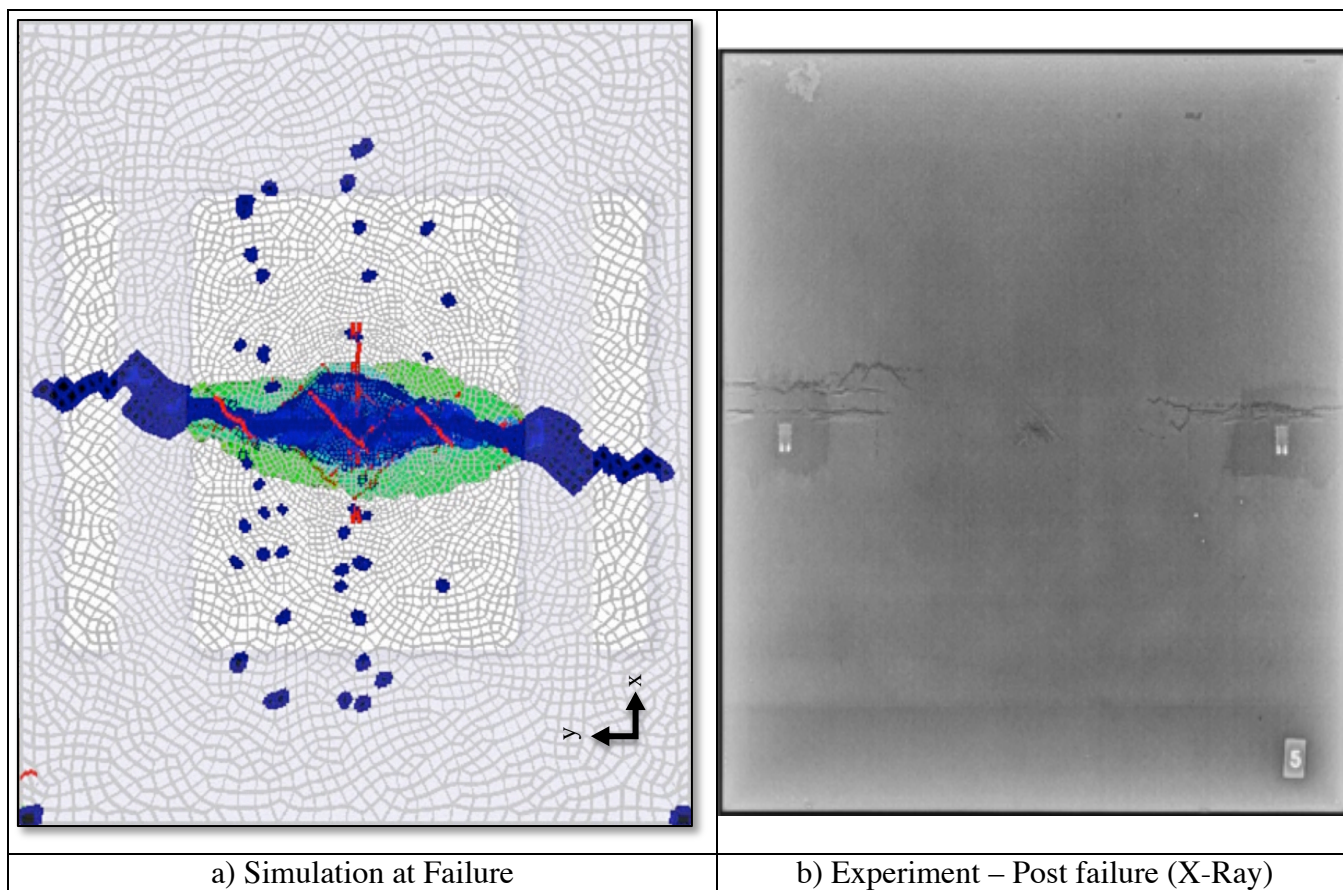 x
y
5
a) Simulation at Failure
b) Experiment – Post failure (X-Ray)